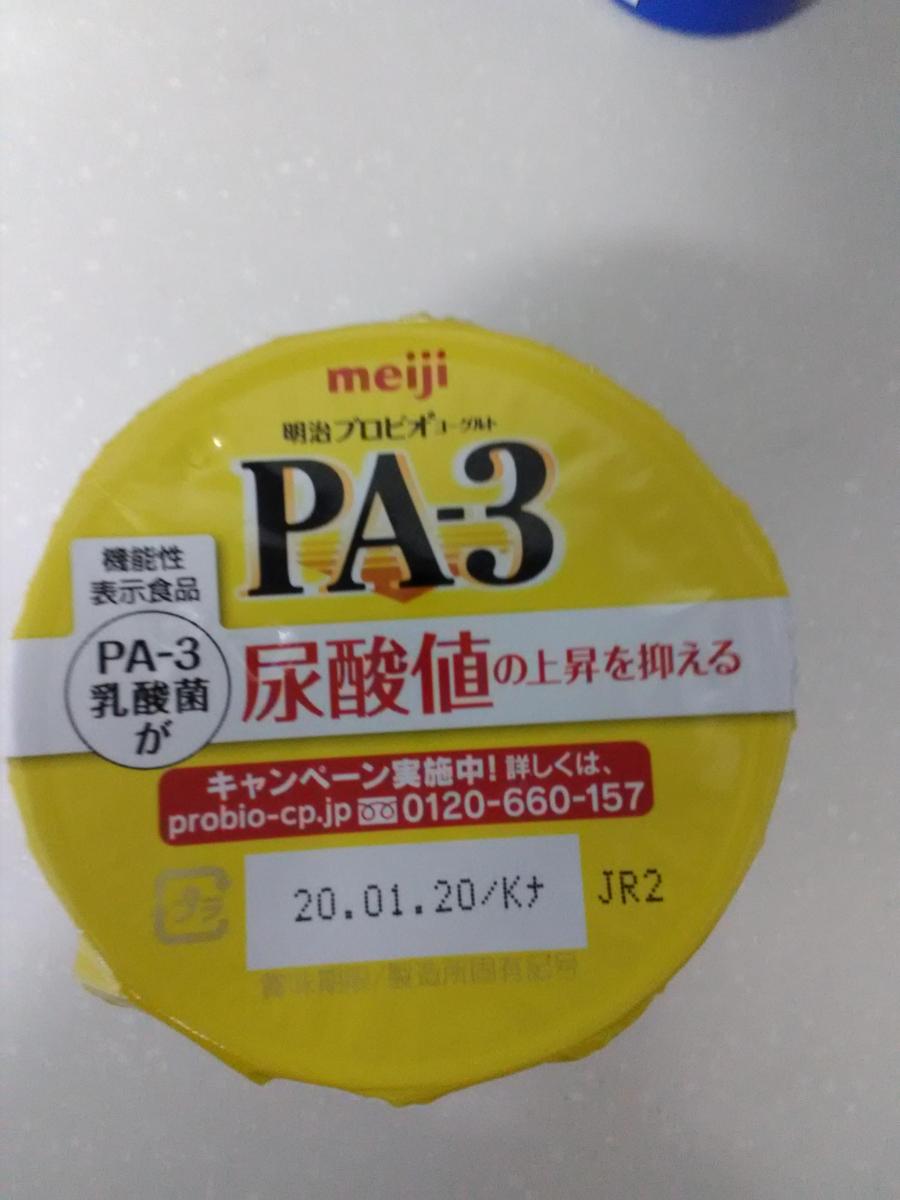 meiji
明治プロビオヨーグルト
PA-3
機能性
表示食品
PA-3
乳酸菌
が
尿酸値の上昇を抑える
キャンペーン実施中！詳しくは、
probio-cp.jp 0120-660-157
プラ
20.01.20/Kナ JR2
賞味期限/製造所固有記号